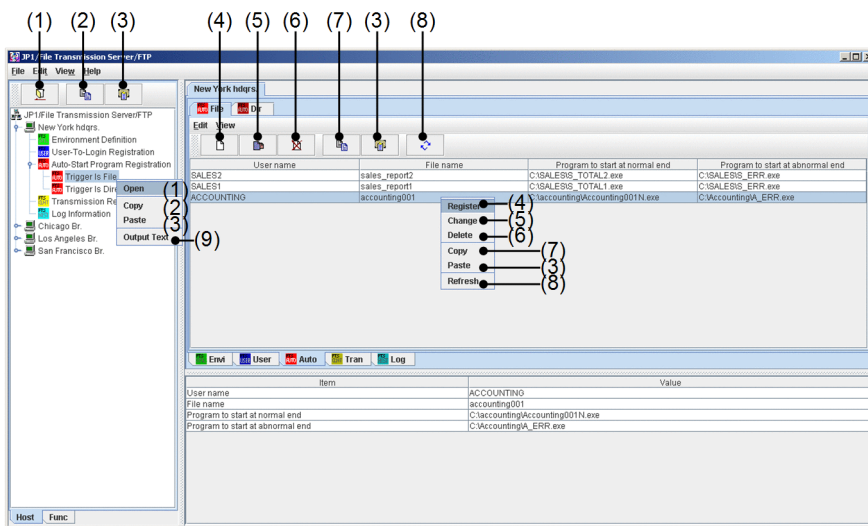 (1) (2) (3) (4) (5) (6) (7) (3) (8)
JP1/File Transmission Server/FTP
File Edit View Help
JP1/File Transmission Server/FTP
New York hdqrs.
Environment Definition
User-To-Login Registration
Auto-Start Program Registration
Trigger Is File
Trigger Is Dir
Transmission Re
Log Information
Chicago Br.
Los Angeles Br.
San Francisco Br.
Open (1)
Copy (2)
Paste (3)
Output Text (9)
Host Func
New York hdqrs.
File Dir
Edit View
User name File name Program to start at normal end Program to start at abnormal end
SALES2 sales_report2 C:\SALES\S_TOTAL2.exe C:\SALES\S_ERR.exe
SALES1 sales_report1 C:\SALES\S_TOTAL1.exe C:\SALES\S_ERR.exe
ACCOUNTING accounting001 C:\accounting\Accounting001N.exe C:\Accounting\A_ERR.exe
Register (4)
Change (5)
Delete (6)
Copy (7)
Paste (3)
Refresh (8)
Envi User Auto Tran Log
Item Value
User name ACCOUNTING
File name accounting001
Program to start at normal end C:\accounting\Accounting001N.exe
Program to start at abnormal end C:\Accounting\A_ERR.exe